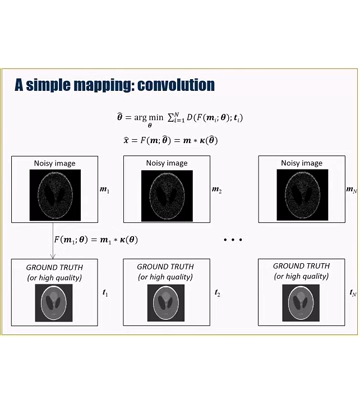 A simple mapping: convolution
θ̂ = arg min_θ ∑_{i=1}^{N} D(F(m_i; θ); t_i)
x̂ = F(m; θ̂) = m ∗ κ(θ̂)
Noisy image Noisy image Noisy image
m_1 m_2 m_N
F(m_1; θ) = m_1 ∗ κ(θ) • • •
GROUND TRUTH GROUND TRUTH GROUND TRUTH
(or high quality) (or high quality) (or high quality)
t_1 t_2 t_N